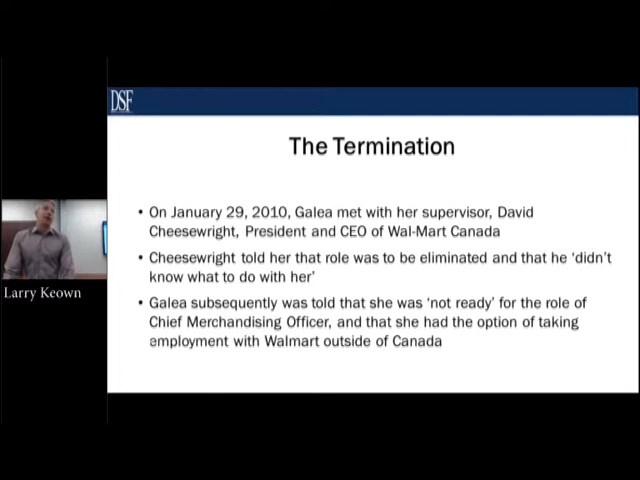 DSF
The Termination
• On January 29, 2010, Galea met with her supervisor, David
Cheesewright, President and CEO of Wal-Mart Canada
• Cheesewright told her that role was to be eliminated and that he ‘didn’t
know what to do with her’
• Galea subsequently was told that she was ‘not ready’ for the role of
Chief Merchandising Officer, and that she had the option of taking
employment with Walmart outside of Canada
Larry Keown